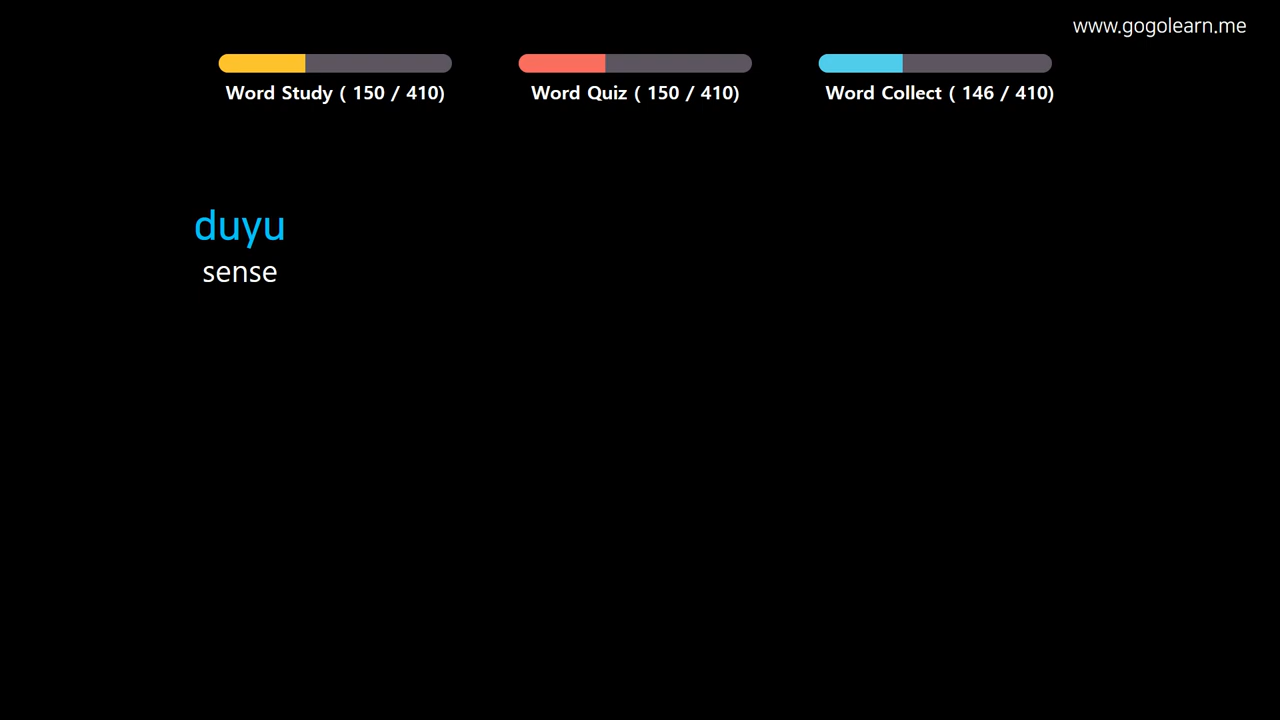 www.gogolearn.me
Word Study ( 150 / 410)
Word Quiz ( 150 / 410)
Word Collect ( 146 / 410)
duyu
sense